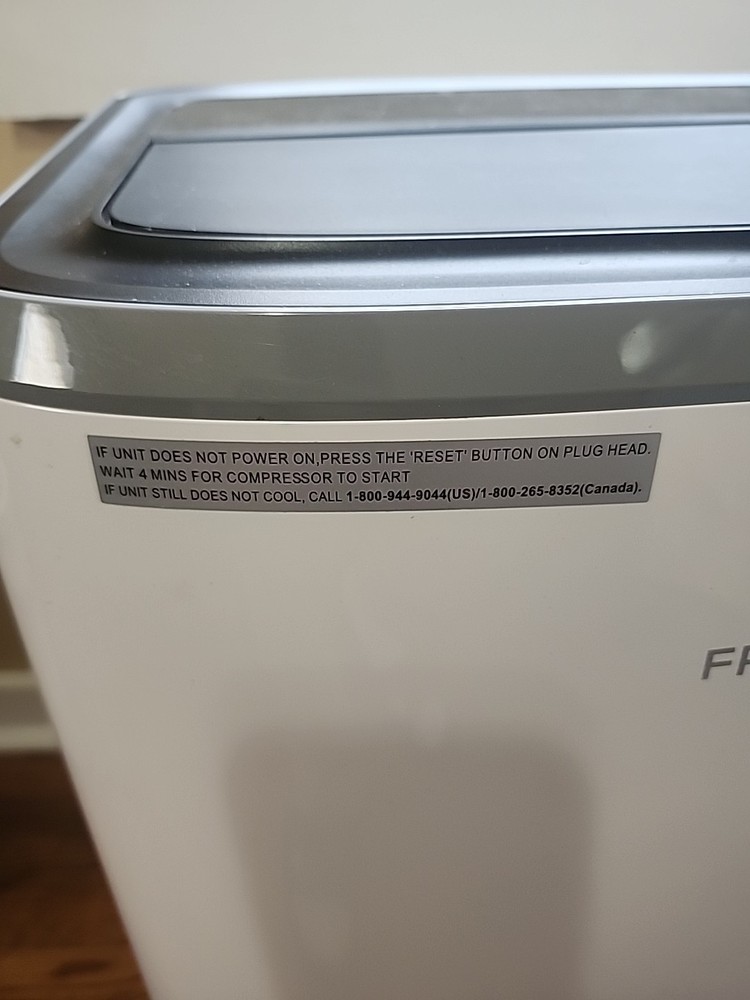 IF UNIT DOES NOT POWER ON,PRESS THE 'RESET' BUTTON ON PLUG HEAD.
WAIT 4 MINS FOR COMPRESSOR TO START
IF UNIT STILL DOES NOT COOL, CALL 1-800-944-9044(US)/1-800-265-8352(Canada).